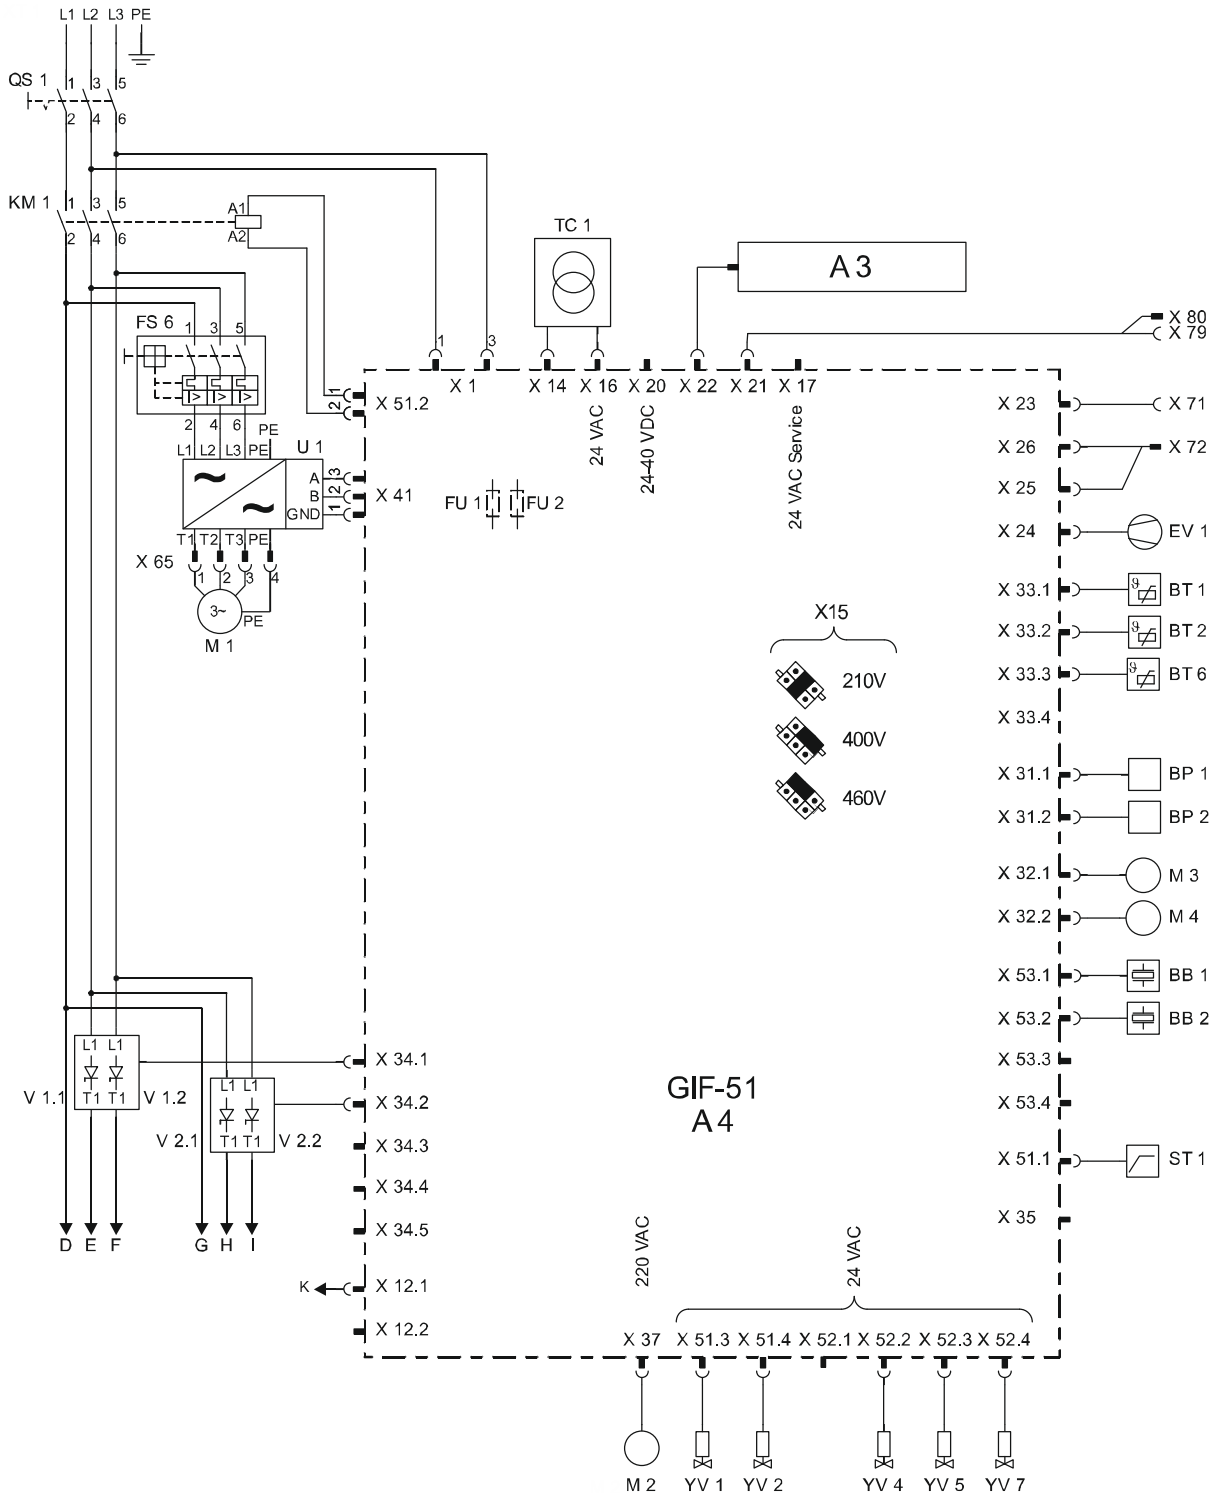 L1 L2 L3 PE
QS 1
1 3 5
2 4 6
KM 1
1 3 5
2 4 6
A1
A2
TC 1
A 3
X 80
X 79
FS 6
1 3 5
I> I> I>
2 4 6
PE
1 3
X 1 X 14 X 16 X 20 X 22 X 21 X 17
24 VAC
24-40 VDC
24 VAC Service
1
2
X 51.2
L1 L2 L3 PE
U 1
A 3
B 2
GND 1
X 41
FU 1 FU 2
T1 T2 T3 PE
X 65
1 2 3 4
3~
PE
M 1
X 23 X 71
X 26 X 72
X 25
X 24 EV 1
X 33.1 ϑ BT 1
X 33.2 ϑ BT 2
X 33.3 ϑ BT 6
X 33.4
X15
210V
400V
460V
X 31.1 BP 1
X 31.2 BP 2
X 32.1 M 3
X 32.2 M 4
X 53.1 BB 1
X 53.2 BB 2
X 53.3
X 53.4
X 51.1 ST 1
X 35
L1 L1
V 1.1 T1 T1 V 1.2
L1 L1
V 2.1 T1 T1 V 2.2
X 34.1
X 34.2
X 34.3
X 34.4
X 34.5
GIF-51
A 4
D E F G H I
K X 12.1
X 12.2
220 VAC
24 VAC
X 37 X 51.3 X 51.4 X 52.1 X 52.2 X 52.3 X 52.4
M 2 YV 1 YV 2 YV 4 YV 5 YV 7